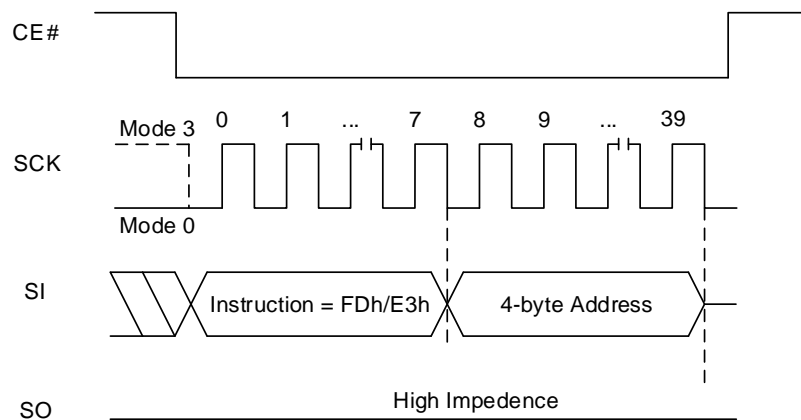 CE#
0 1 ... 7 8 9 ... 39
Mode 3
SCK
Mode 0
SI
Instruction = FDh/E3h
4-byte Address
High Impedence
SO